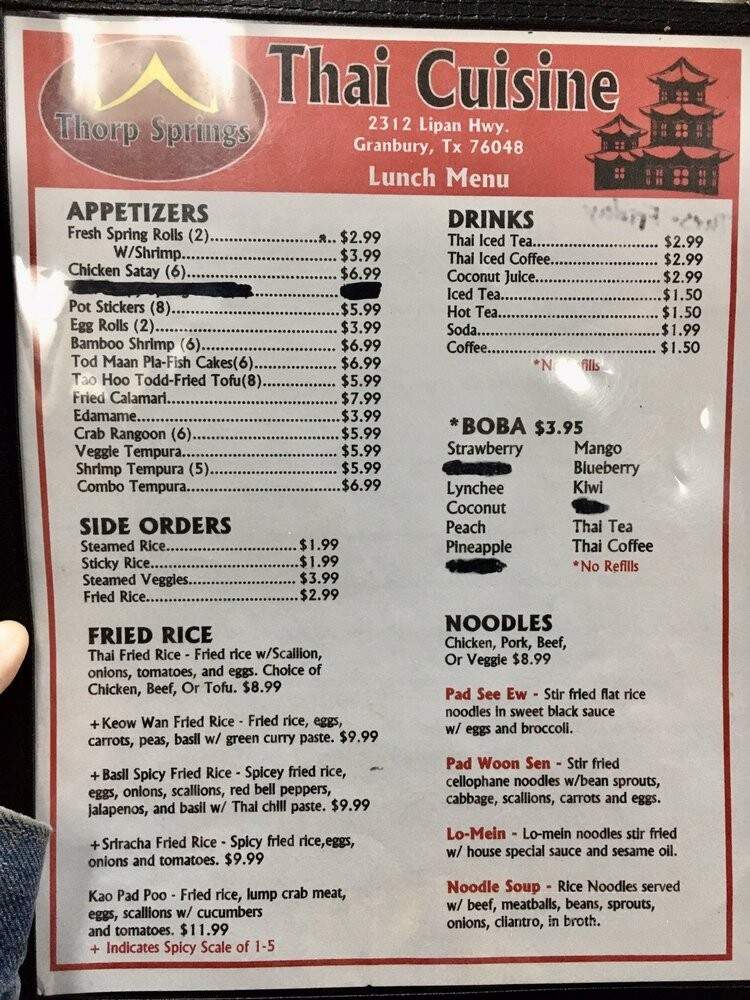 Thorp Springs
Thai Cuisine
2312 Lipan Hwy.
Granbury, Tx 76048
Lunch Menu
APPETIZERS
Fresh Spring Rolls (2)..................... $2.99
W/Shrimp............................ $3.99
Chicken Satay (6)........................... $6.99
Pot Stickers (8)..............................$5.99
Egg Rolls (2)................................. $3.99
Bamboo Shrimp (6)......................... $6.99
Tod Maan Pla-Fish Cakes(6)................ $6.99
Tao Hoo Todd-Fried Tofu(8)............... $5.99
Fried Calamari............................... $7.99
Edamame.....................................$3.99
Crab Rangoon (6)...........................$5.99
Veggie Tempura............................. $5.99
Shrimp Tempura (5)........................ $5.99
Combo Tempura.............................$6.99
SIDE ORDERS
Steamed Rice........................ $1.99
Sticky Rice...........................$1.99
Steamed Veggies.................... $3.99
Fried Rice............................ $2.99
FRIED RICE
Thai Fried Rice - Fried rice w/Scallion,
onions, tomatoes, and eggs. Choice of
Chicken, Beef, Or Tofu. $8.99
+Keow Wan Fried Rice - Fried rice, eggs,
carrots, peas, basil w/ green curry paste. $9.99
+Basil Spicy Fried Rice - Spicey fried rice,
eggs, onions, scallions, red bell peppers,
jalapenos, and basil w/ Thai chili paste. $9.99
+Sriracha Fried Rice - Spicy fried rice,eggs,
onions and tomatoes. $9.99
Kao Pad Poo - Fried rice, lump crab meat,
eggs, scallions w/ cucumbers
and tomatoes. $11.99
+ Indicates Spicy Scale of 1-5
DRINKS
Thai Iced Tea...................... $2.99
Thai Iced Coffee................... $2.99
Coconut Juice...................... $2.99
Iced Tea............................$1.50
Hot Tea............................ $1.50
Soda................................$1.99
Coffee.............................. $1.50
*No Refills
*BOBA $3.95
Strawberry Mango
Blueberry
Lynchee Kiwi
Coconut
Peach Thai Tea
Pineapple Thai Coffee
*No Refills
NOODLES
Chicken, Pork, Beef,
Or Veggie $8.99
Pad See Ew - Stir fried flat rice
noodles in sweet black sauce
w/ eggs and broccoli.
Pad Woon Sen - Stir fried
cellophane noodles w/bean sprouts,
cabbage, scallions, carrots and eggs.
Lo-Mein - Lo-mein noodles stir fried
w/ house special sauce and sesame oil.
Noodle Soup - Rice Noodles served
w/ beef, meatballs, beans, sprouts,
onions, cilantro, in broth.